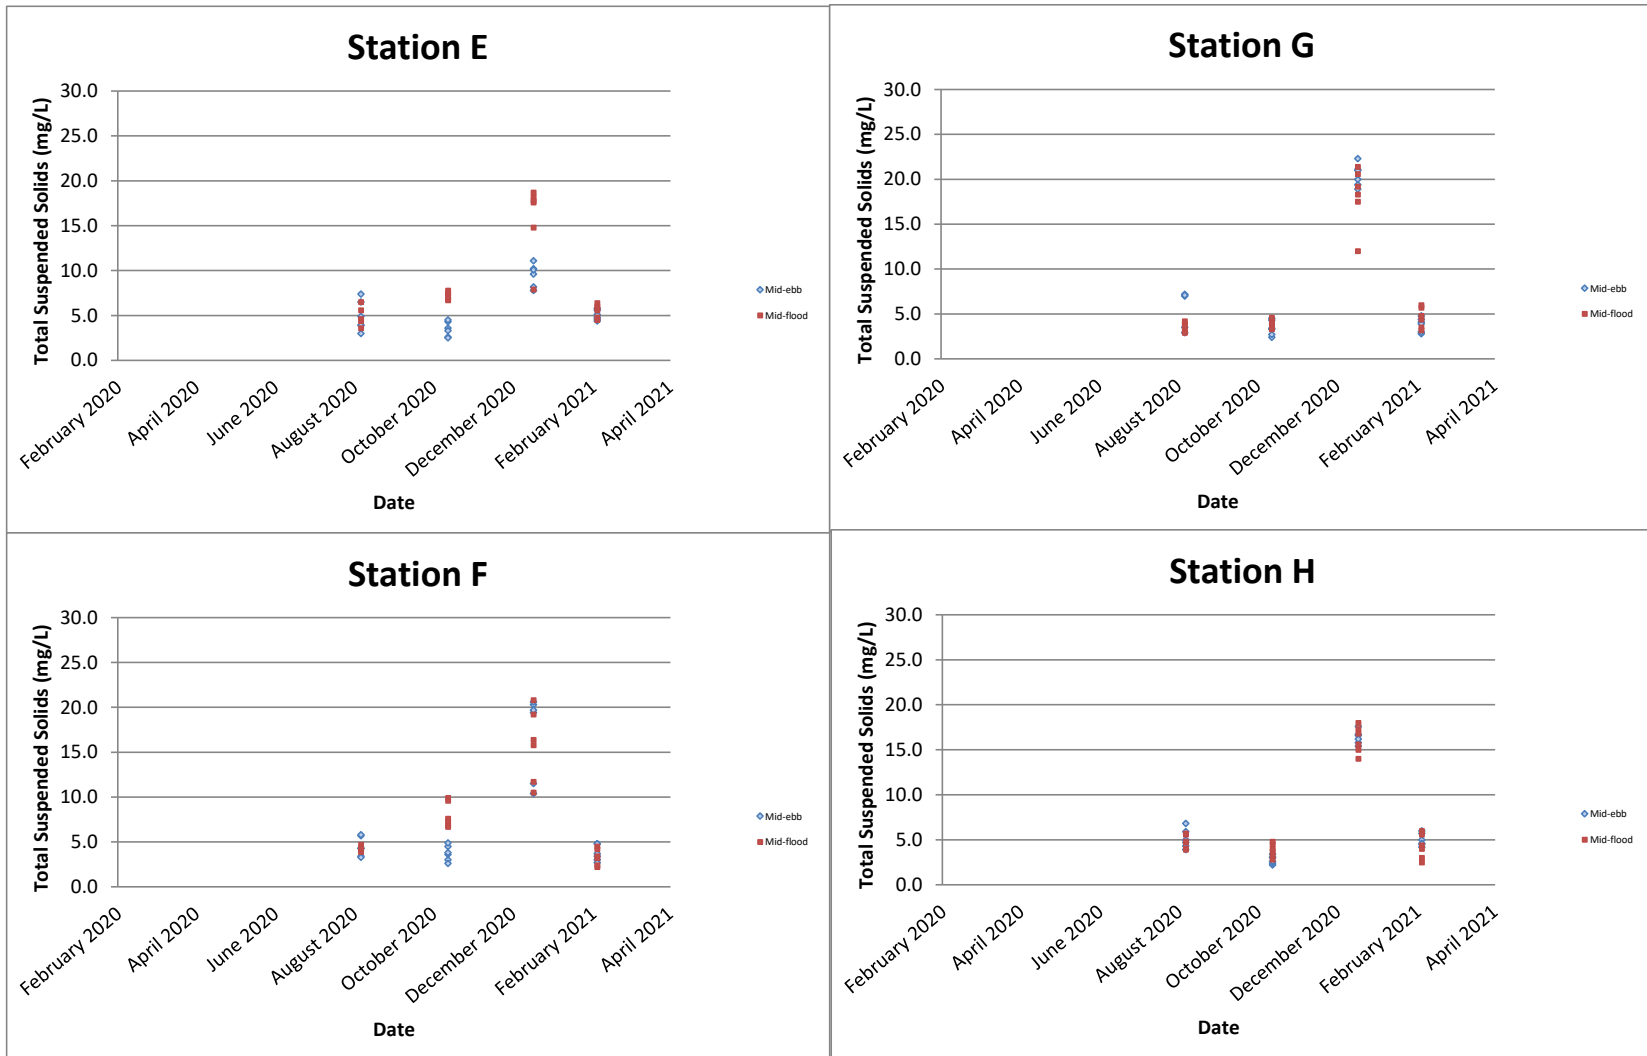 Station E
Total Suspended Solids (mg/L)
30.0
25.0
20.0
15.0
10.0
5.0
0.0
February 2020
April 2020
June 2020
August 2020
October 2020
December 2020
February 2021
April 2021
Date
Mid-ebb
Mid-flood
Station G
Total Suspended Solids (mg/L)
30.0
25.0
20.0
15.0
10.0
5.0
0.0
February 2020
April 2020
June 2020
August 2020
October 2020
December 2020
February 2021
April 2021
Date
Mid-ebb
Mid-flood
Station F
Total Suspended Solids (mg/L)
30.0
25.0
20.0
15.0
10.0
5.0
0.0
February 2020
April 2020
June 2020
August 2020
October 2020
December 2020
February 2021
April 2021
Date
Mid-ebb
Mid-flood
Station H
Total Suspended Solids (mg/L)
30.0
25.0
20.0
15.0
10.0
5.0
0.0
February 2020
April 2020
June 2020
August 2020
October 2020
December 2020
February 2021
April 2021
Date
Mid-ebb
Mid-flood